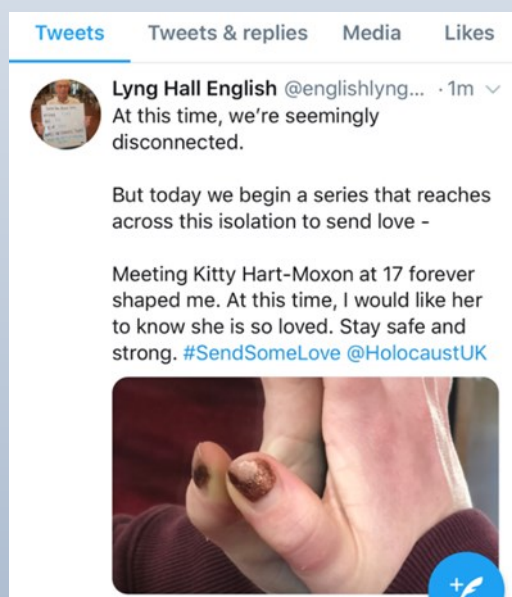 Tweets Tweets & replies Media Likes
Lyng Hall English @englishlyng... · 1m
At this time, we're seemingly
disconnected.
But today we begin a series that reaches
across this isolation to send love -
Meeting Kitty Hart-Moxon at 17 forever
shaped me. At this time, I would like her
to know she is so loved. Stay safe and
strong. #SendSomeLove @HolocaustUK